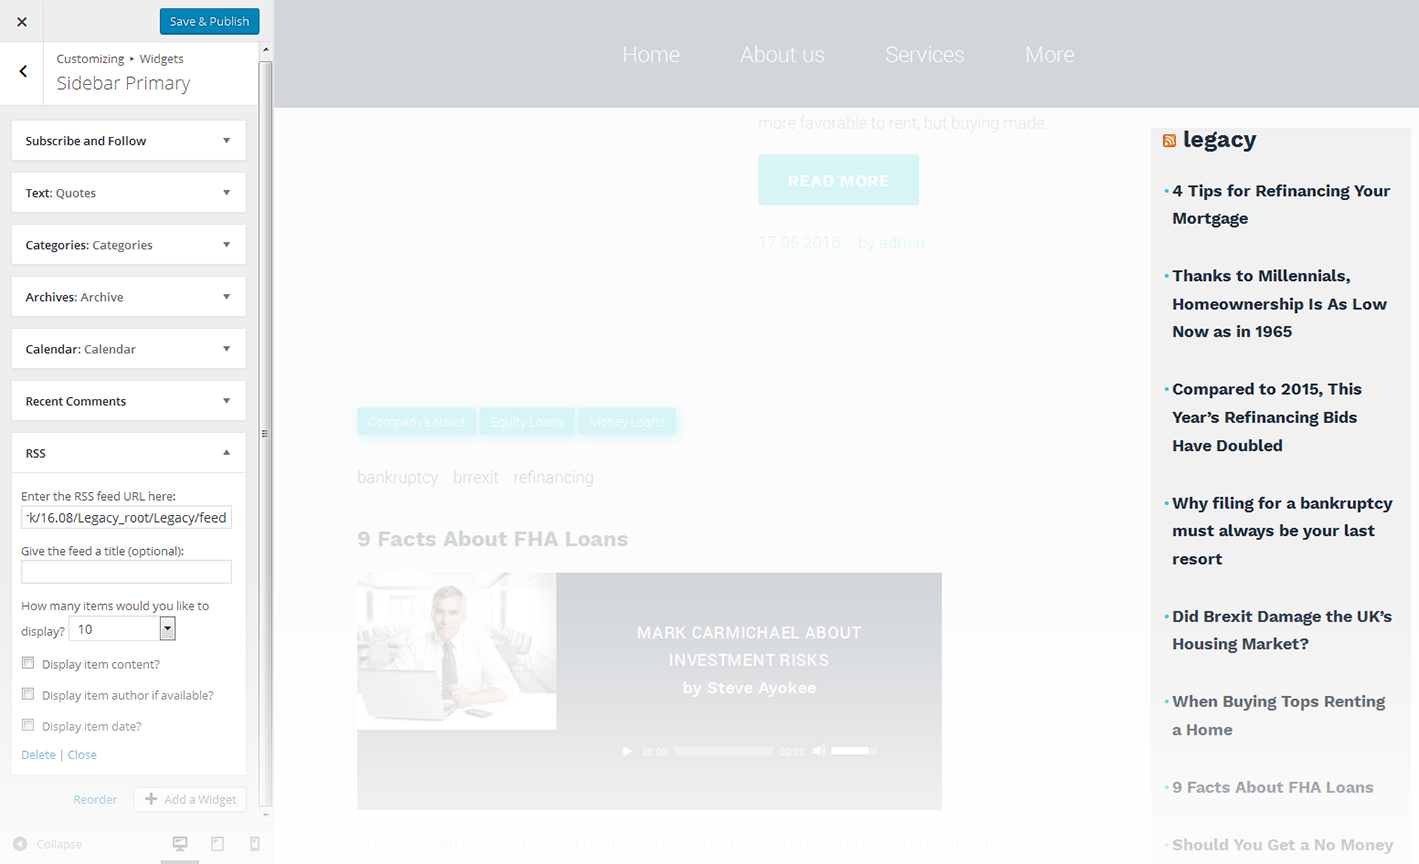 Save & Publish
Customizing ▸ Widgets
Sidebar Primary
Subscribe and Follow
Text: Quotes
Categories: Categories
Archives: Archive
Calendar: Calendar
Recent Comments
RSS
Enter the RSS feed URL here:
k/16.08/Legacy_root/Legacy/feed
Give the feed a title (optional):
How many items would you like to
display? 10
Display item content?
Display item author if available?
Display item date?
Delete | Close
Reorder
Add a Widget
Collapse
Home
About us
Services
More
more favorable to rent, but buying made...
READ MORE
17.05.2016 by admin
Company's News
Equity Loans
Money Loans
bankruptcy brrexit refinancing
9 Facts About FHA Loans
MARK CARMICHAEL ABOUT
INVESTMENT RISKS
by Steve Ayokee
00:00
00:00
Think you can't qualify to buy a home? Don't give up hope. The Federal Housing Administration
legacy
4 Tips for Refinancing Your
Mortgage
Thanks to Millennials,
Homeownership Is As Low
Now as in 1965
Compared to 2015, This
Year’s Refinancing Bids
Have Doubled
Why filing for a bankruptcy
must always be your last
resort
Did Brexit Damage the UK’s
Housing Market?
When Buying Tops Renting
a Home
9 Facts About FHA Loans
Should You Get a No Money